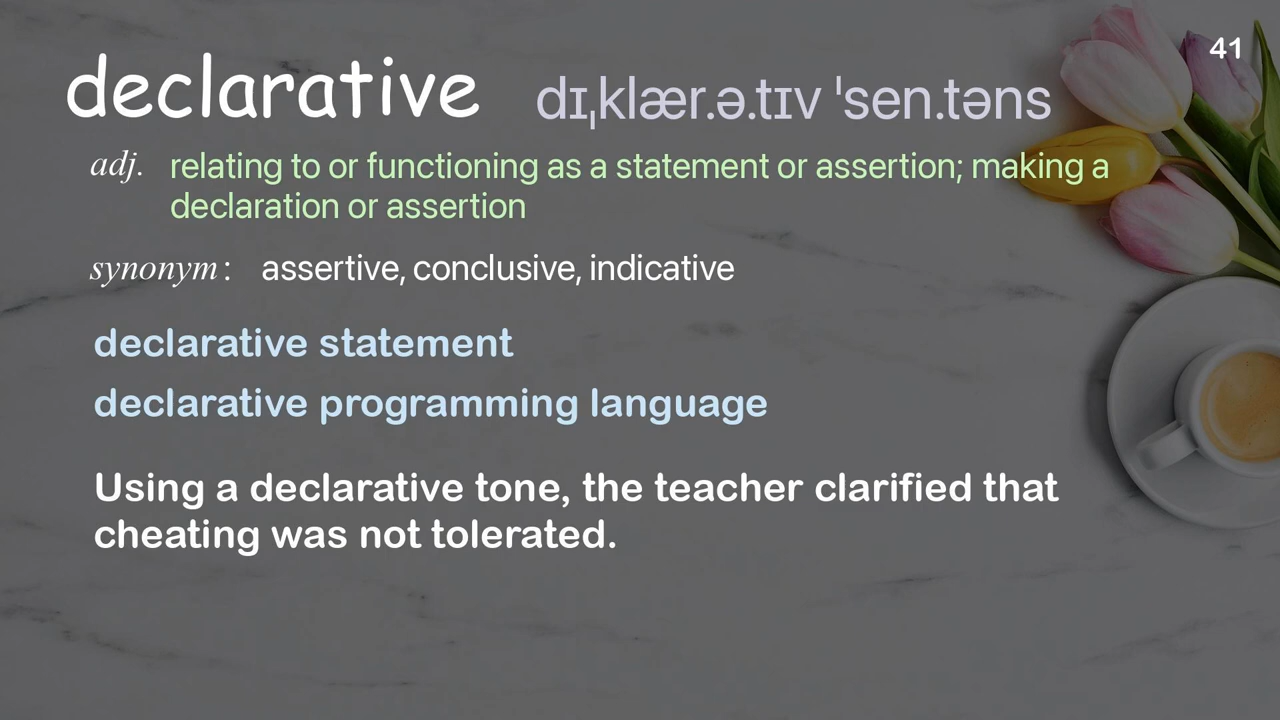 41
declarative dɪˌklær.ə.tɪv ˈsen.təns
adj. relating to or functioning as a statement or assertion; making a
declaration or assertion
synonym: assertive, conclusive, indicative
declarative statement
declarative programming language
Using a declarative tone, the teacher clarified that
cheating was not tolerated.